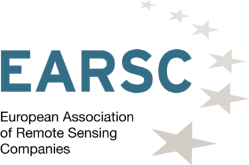 EARSC
European Association
of Remote Sensing
Companies